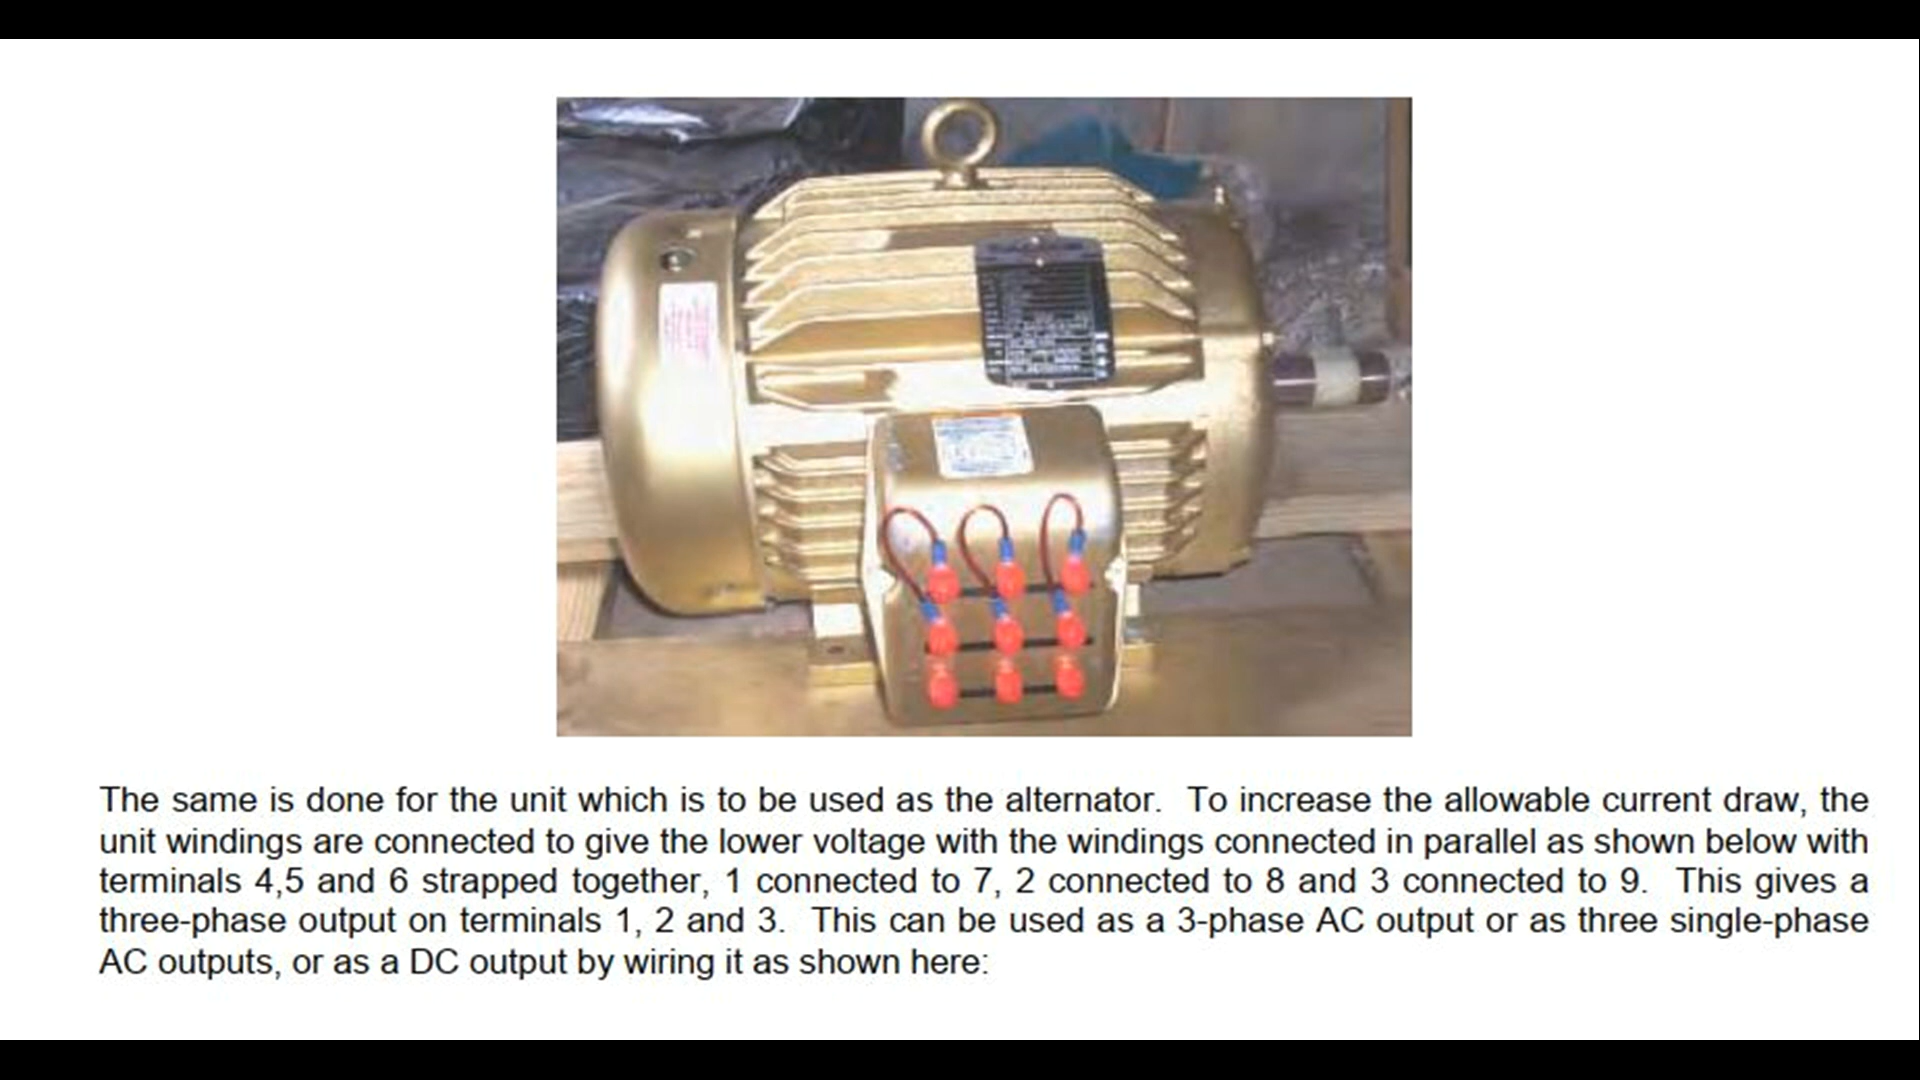 The same is done for the unit which is to be used as the alternator. To increase the allowable current draw, the
unit windings are connected to give the lower voltage with the windings connected in parallel as shown below with
terminals 4,5 and 6 strapped together, 1 connected to 7, 2 connected to 8 and 3 connected to 9. This gives a
three-phase output on terminals 1, 2 and 3. This can be used as a 3-phase AC output or as three single-phase
AC outputs, or as a DC output by wiring it as shown here: